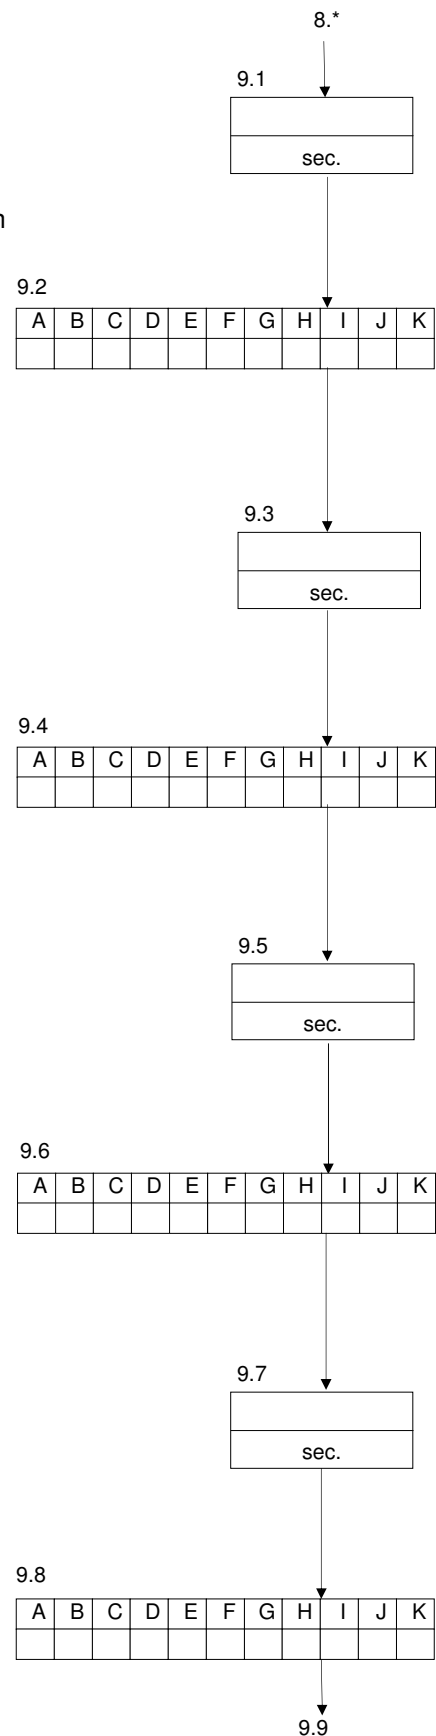 8.*
9.1
sec.
n
9.2
A B C D E F G H I J K
9.3
sec.
9.4
A B C D E F G H I J K
9.5
sec.
9.6
A B C D E F G H I J K
9.7
sec.
9.8
A B C D E F G H I J K
9.9